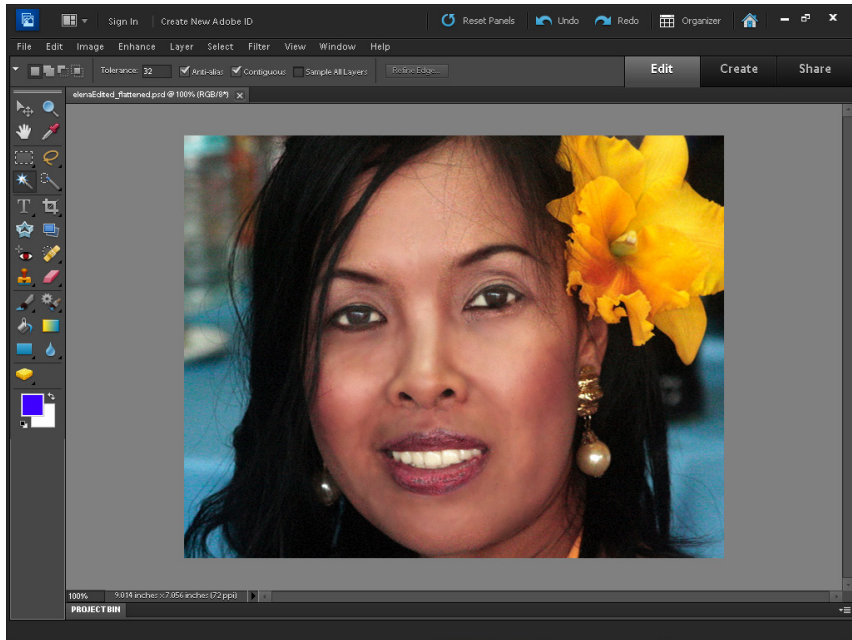 Sign In | Create New Adobe ID Reset Panels Undo Redo Organizer
File Edit Image Enhance Layer Select Filter View Window Help
Tolerance: 32 Anti-alias Contiguous Sample All Layers Refine Edge... Edit Create Share
elenaEdited_flattened.psd @ 100% (RGB/8*) x
100% 9.014 inches x 7.056 inches (72 ppi)
PROJECT BIN